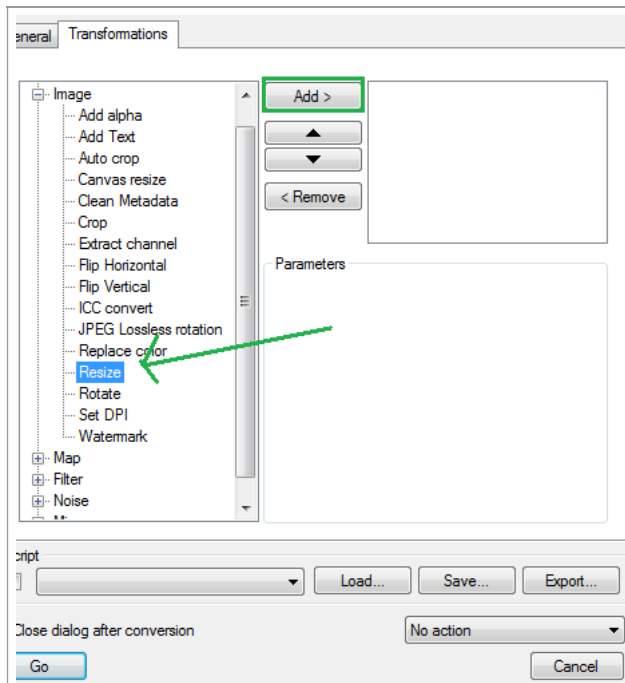 eneral Transformations
Image
Add >
Add alpha
Add Text
Auto crop
Canvas resize
Clean Metadata
< Remove
Crop
Extract channel
Flip Horizontal
Parameters
Flip Vertical
ICC convert
JPEG Lossless rotation
Replace color
Resize
Rotate
Set DPI
Watermark
Map
Filter
Noise
cript
Load... Save... Export...
Close dialog after conversion No action
Go Cancel